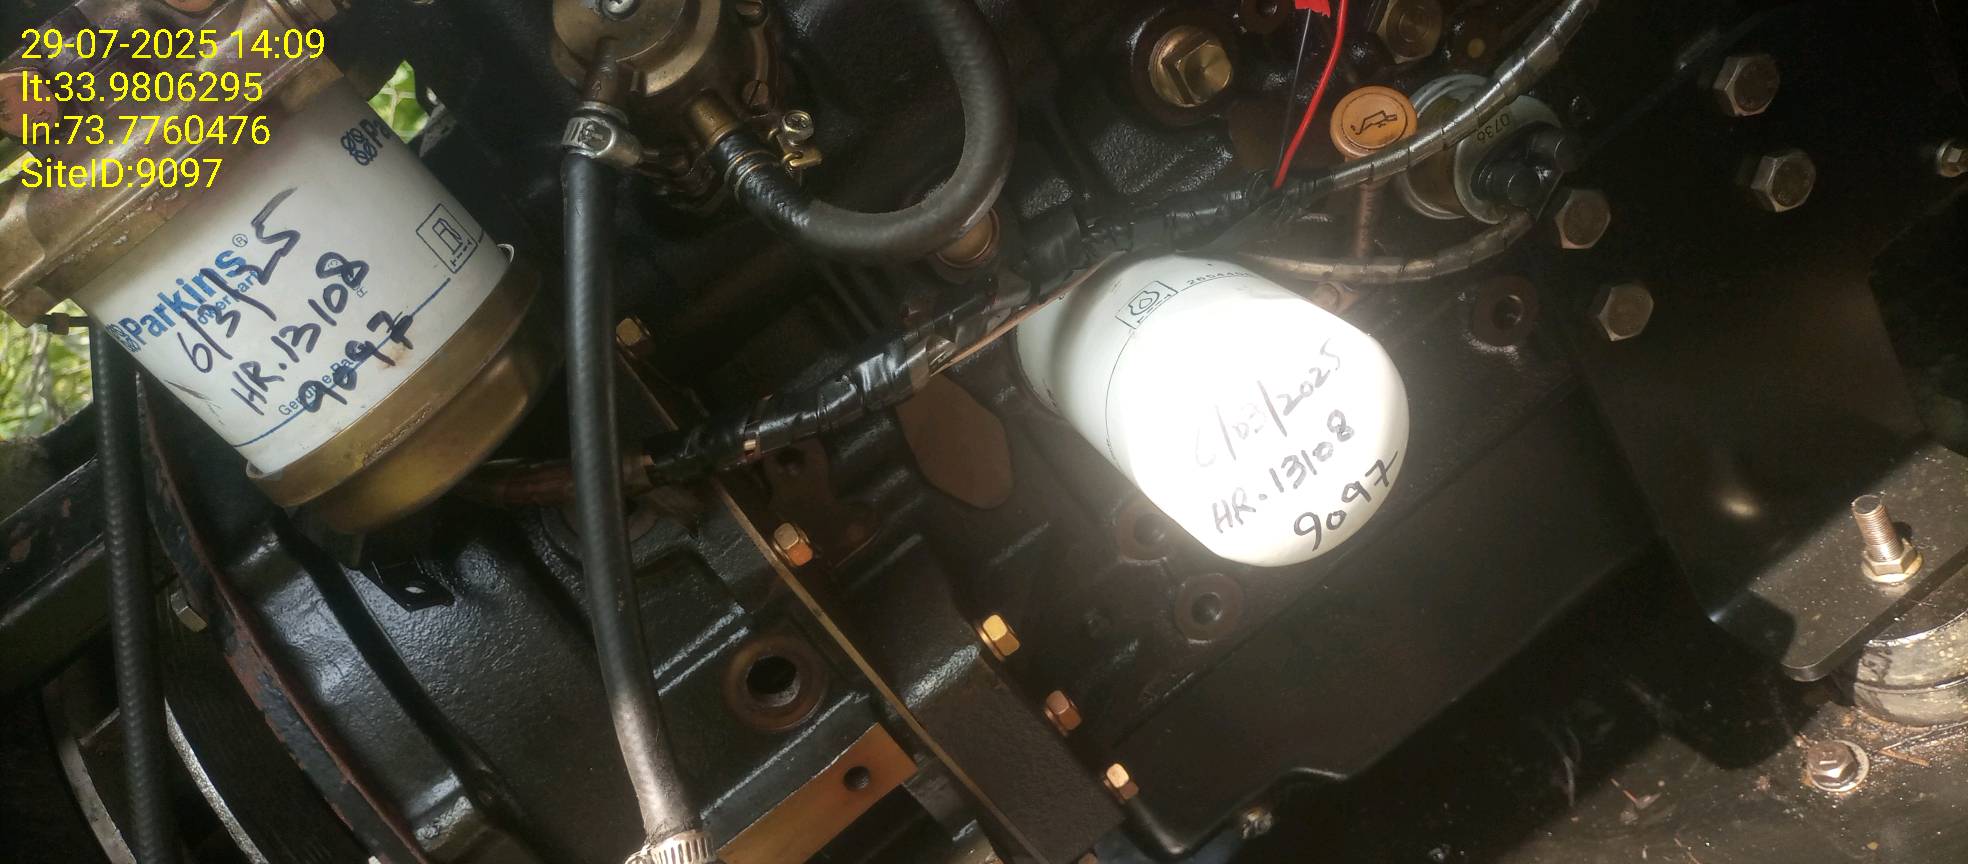 29-07-2025 14:09
lt:33.9806295
ln:73.7760476
SiteID:9097
Parkins®
6/3/25
HR.13108
9097
6/03/2025
HR.13108
9097